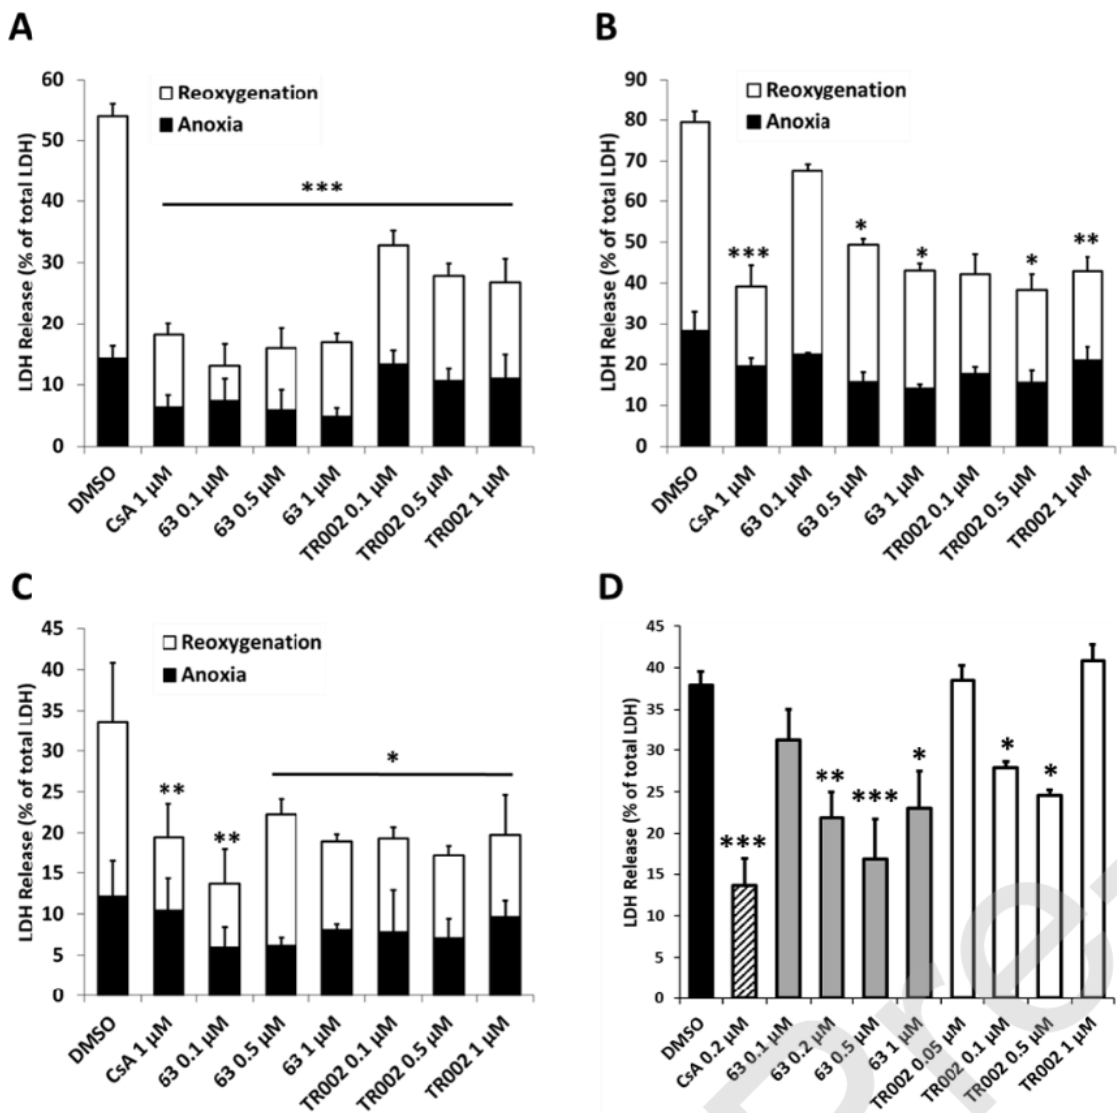 A
LDH Release (% of total LDH)
60
50
40
30
20
10
0
Reoxygenation
Anoxia
***
DMSO
CsA 1 µM
63 0.1 µM
63 0.5 µM
63 1 µM
TR002 0.1 µM
TR002 0.5 µM
TR002 1 µM
B
LDH Release (% of total LDH)
90
80
70
60
50
40
30
20
10
0
Reoxygenation
Anoxia
***
*
*
*
**
DMSO
CsA 1 µM
63 0.1 µM
63 0.5 µM
63 1 µM
TR002 0.1 µM
TR002 0.5 µM
TR002 1 µM
C
LDH Release (% of total LDH)
45
40
35
30
25
20
15
10
5
0
Reoxygenation
Anoxia
**
**
*
DMSO
CsA 1 µM
63 0.1 µM
63 0.5 µM
63 1 µM
TR002 0.1 µM
TR002 0.5 µM
TR002 1 µM
D
LDH Release (% of total LDH)
45
40
35
30
25
20
15
10
5
0
***
**
***
*
*
*
DMSO
CsA 0.2 µM
63 0.1 µM
63 0.2 µM
63 0.5 µM
63 1 µM
TR002 0.05 µM
TR002 0.1 µM
TR002 0.5 µM
TR002 1 µM
Pre-